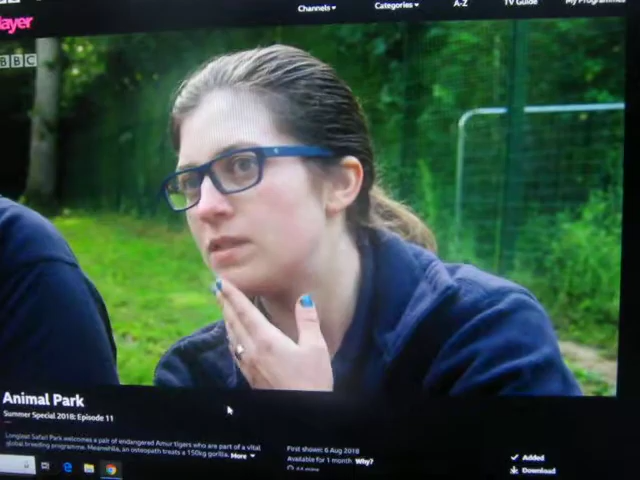 Channels
Categories
A-Z
TV Guide
My Programmes
layer
BBC
Animal Park
Summer Special 2018: Episode 11
Longleat Safari Park welcomes a pair of endangered Amur tigers who are part of a vital
global breeding programme. Meanwhile, an osteopath treats a 150kg gorilla. More
First shown: 6 Aug 2018
Available for 1 month Why?
44 mins
Added
Download